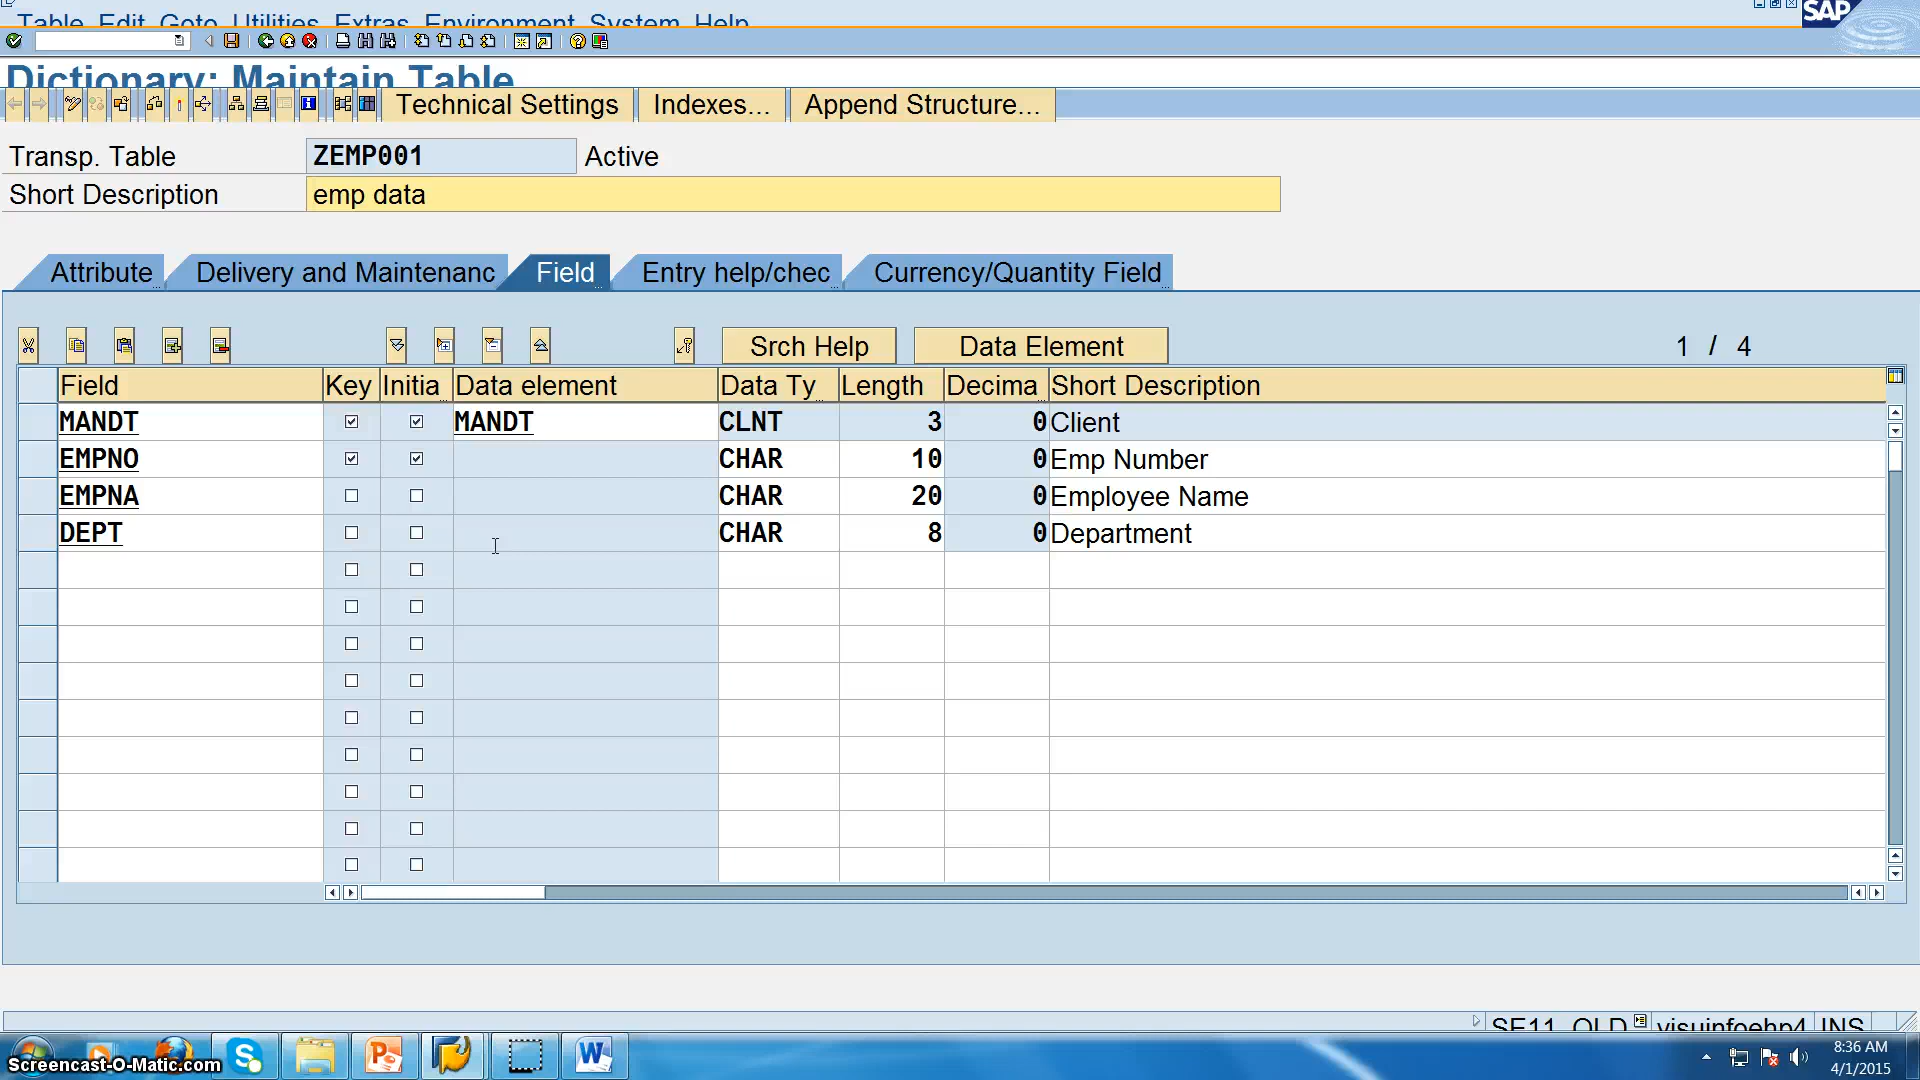 Table Edit Goto Utilities Extras Environment System Help
SAP
Dictionary: Maintain Table
Technical Settings Indexes... Append Structure...
Transp. Table ZEMP001 Active
Short Description emp data
Attribute Delivery and Maintenanc Field Entry help/chec Currency/Quantity Field
Srch Help Data Element 1 / 4
Field Key Initia Data element Data Ty Length Decima Short Description
MANDT MANDT CLNT 3 0 Client
EMPNO CHAR 10 0 Emp Number
EMPNA CHAR 20 0 Employee Name
DEPT CHAR 8 0 Department
SE11_OLD visuinfoehp4 INS
Screencast-O-Matic.com
8:36 AM
4/1/2015